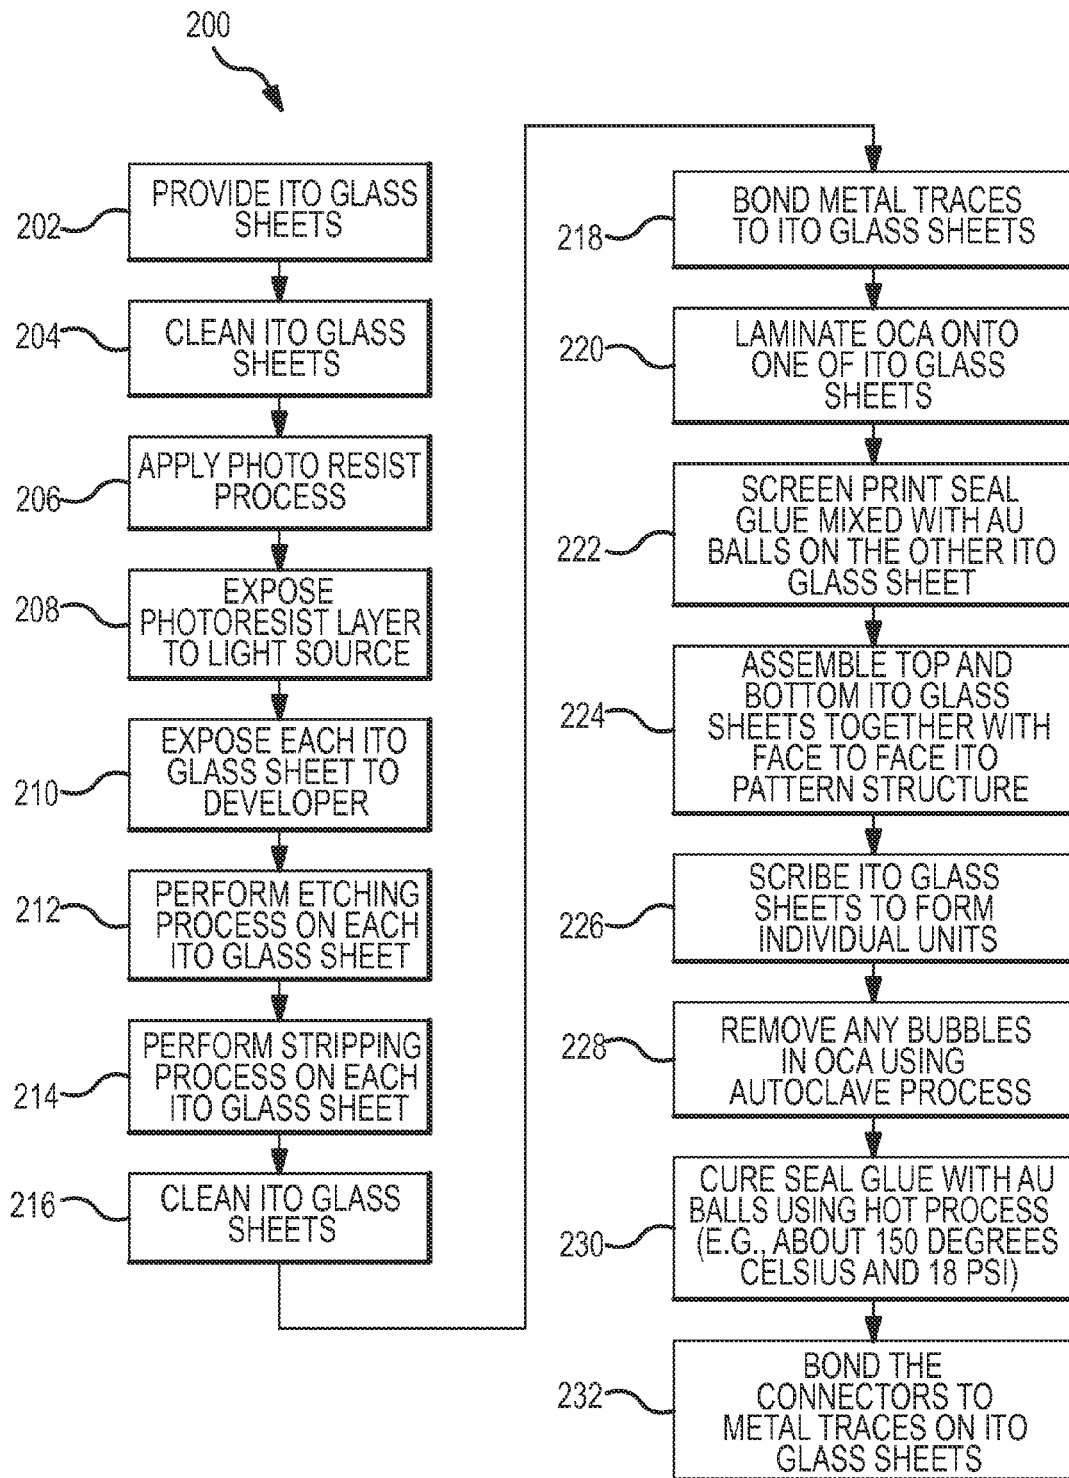 200
202
PROVIDE ITO GLASS
SHEETS
204
CLEAN ITO GLASS
SHEETS
206
APPLY PHOTO RESIST
PROCESS
208
EXPOSE
PHOTORESIST LAYER
TO LIGHT SOURCE
210
EXPOSE EACH ITO
GLASS SHEET TO
DEVELOPER
212
PERFORM ETCHING
PROCESS ON EACH
ITO GLASS SHEET
214
PERFORM STRIPPING
PROCESS ON EACH
ITO GLASS SHEET
216
CLEAN ITO GLASS
SHEETS
218
BOND METAL TRACES
TO ITO GLASS SHEETS
220
LAMINATE OCA ONTO
ONE OF ITO GLASS
SHEETS
222
SCREEN PRINT SEAL
GLUE MIXED WITH AU
BALLS ON THE OTHER ITO
GLASS SHEET
224
ASSEMBLE TOP AND
BOTTOM ITO GLASS
SHEETS TOGETHER WITH
FACE TO FACE ITO
PATTERN STRUCTURE
226
SCRIBE ITO GLASS
SHEETS TO FORM
INDIVIDUAL UNITS
228
REMOVE ANY BUBBLES
IN OCA USING
AUTOCLAVE PROCESS
230
CURE SEAL GLUE WITH AU
BALLS USING HOT PROCESS
(E.G., ABOUT 150 DEGREES
CELSIUS AND 18 PSI)
232
BOND THE
CONNECTORS TO
METAL TRACES ON ITO
GLASS SHEETS